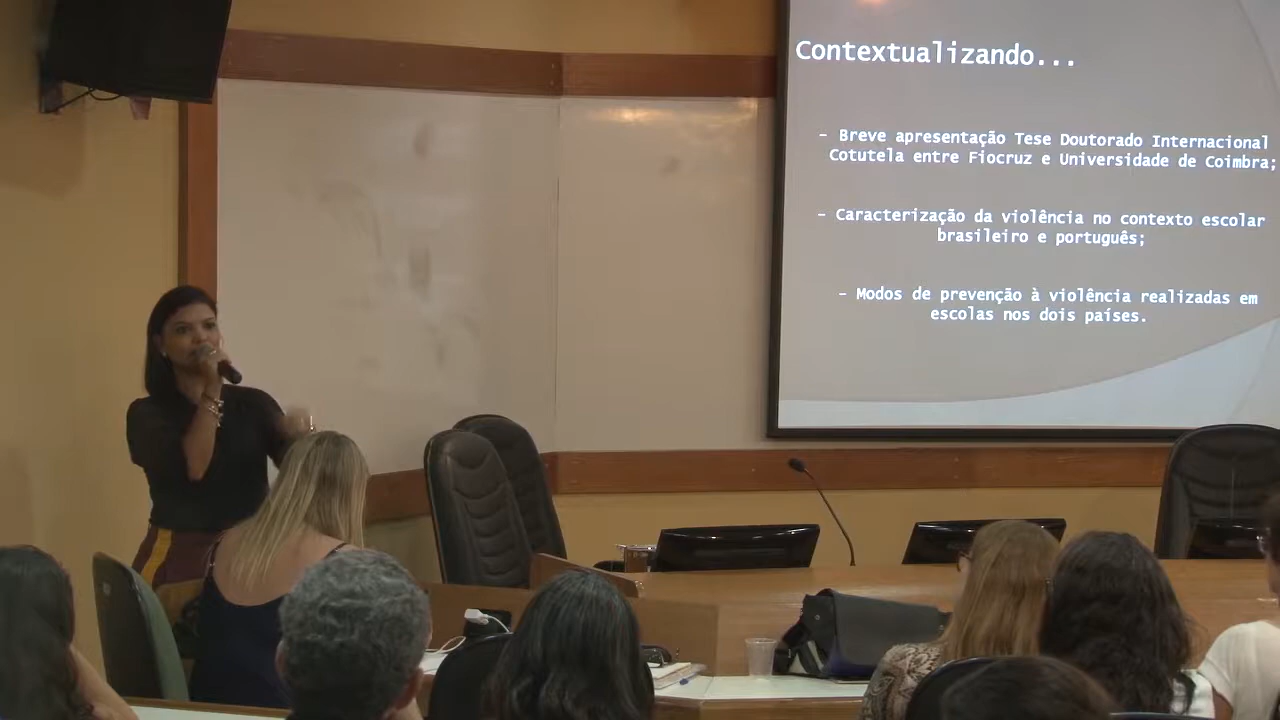 Contextualizando...
- Breve apresentação Tese Doutorado Internacional
Cotutela entre Fiocruz e Universidade de Coimbra;
- Caracterização da violência no contexto escolar
brasileiro e português;
- Modos de prevenção à violência realizadas em
escolas nos dois países.